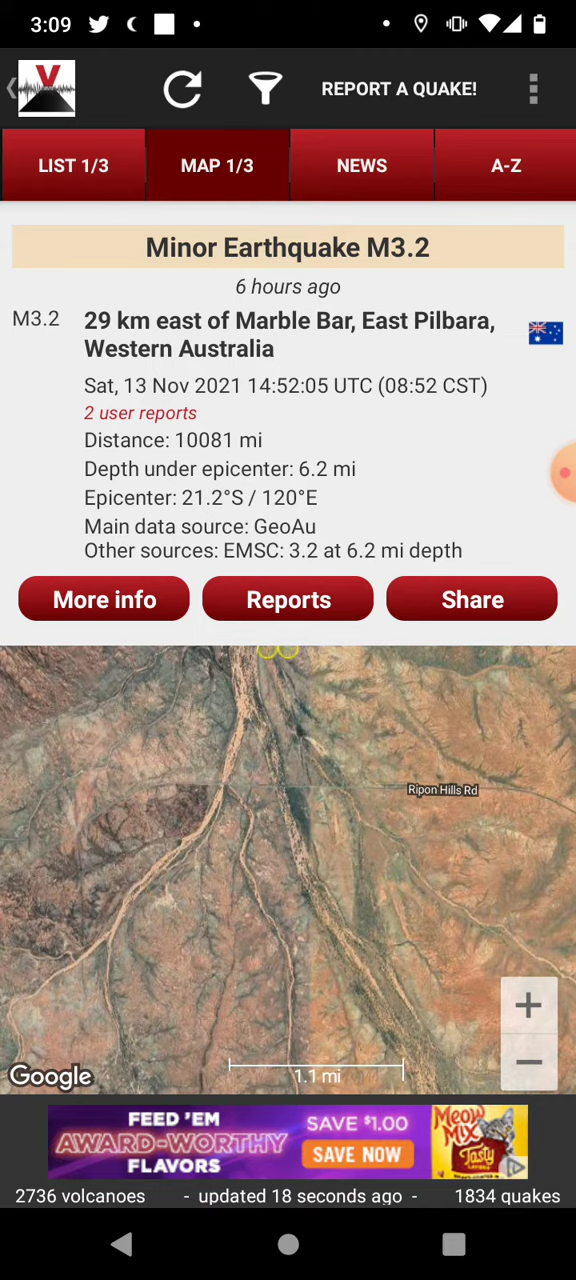 3:09
V
REPORT A QUAKE!
LIST 1/3
MAP 1/3
NEWS
A-Z
Minor Earthquake M3.2
6 hours ago
M3.2
29 km east of Marble Bar, East Pilbara,
Western Australia
Sat, 13 Nov 2021 14:52:05 UTC (08:52 CST)
2 user reports
Distance: 10081 mi
Depth under epicenter: 6.2 mi
Epicenter: 21.2°S / 120°E
Main data source: GeoAu
Other sources: EMSC: 3.2 at 6.2 mi depth
More info
Reports
Share
Ripon Hills Rd
+
−
Google
1.1 mi
FEED 'EM
AWARD-WORTHY
FLAVORS
SAVE $1.00
SAVE NOW
Meow
Mix
Tasty
LAYERS
2736 volcanoes - updated 18 seconds ago - 1834 quakes